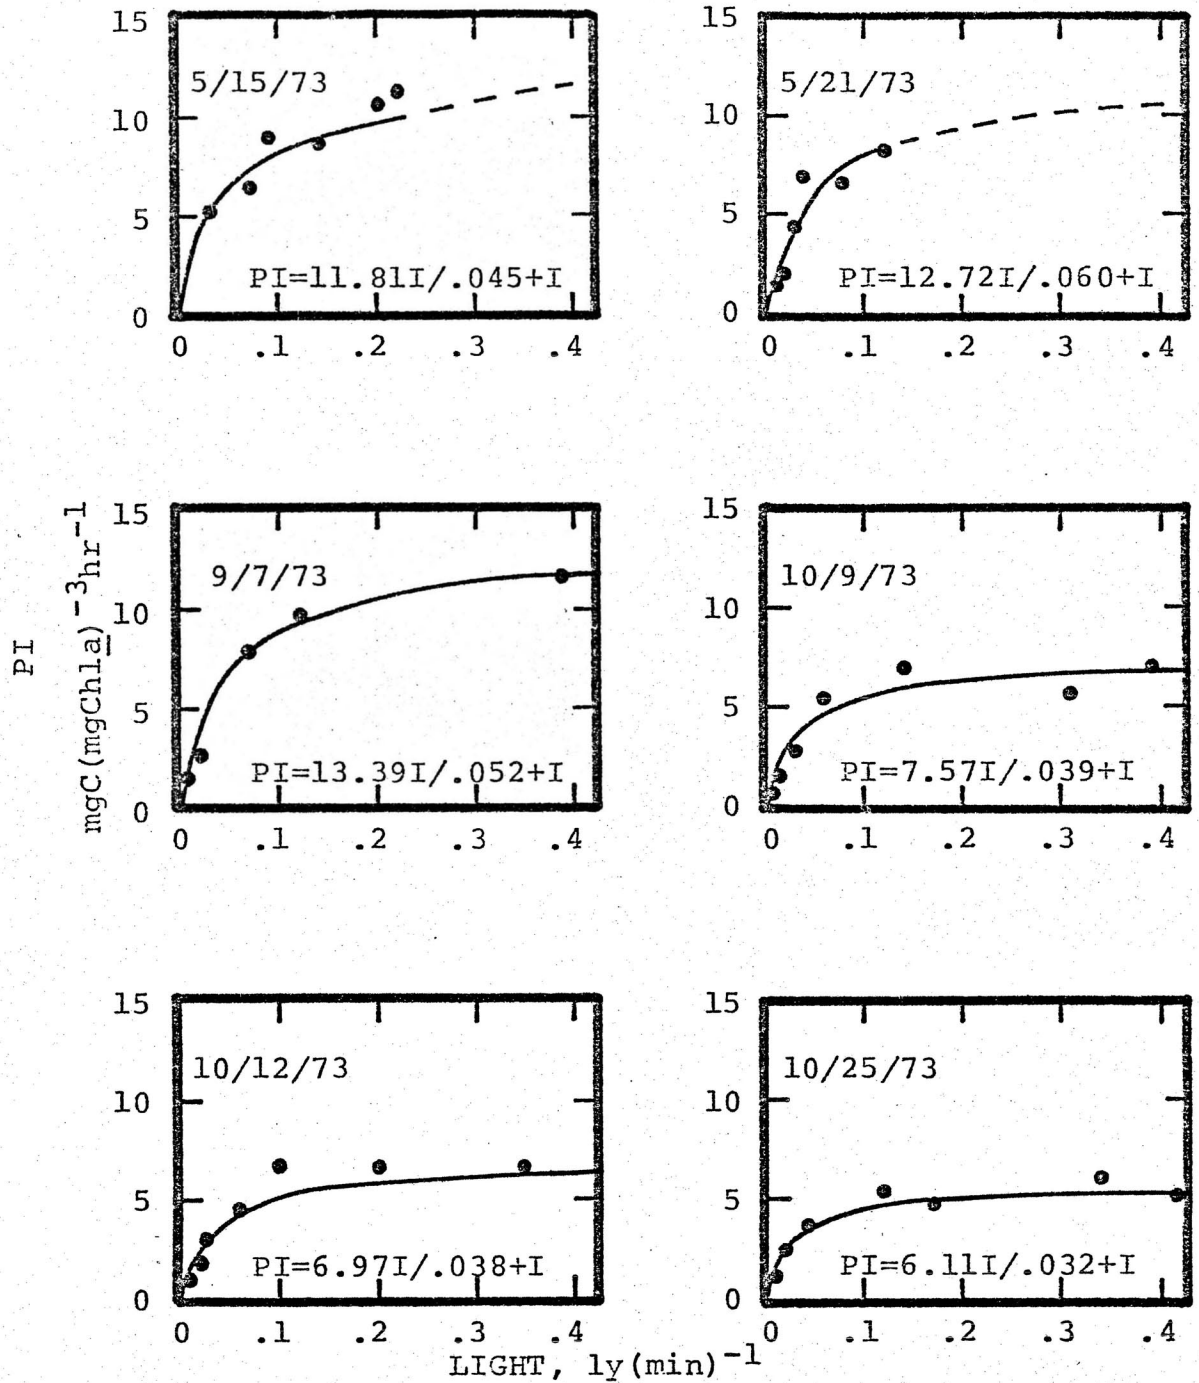 15
10
5
0
5/15/73
PI=11.81I/.045+I
0 .1 .2 .3 .4
15
10
5
0
5/21/73
PI=12.72I/.060+I
0 .1 .2 .3 .4
PI
mgC(mgChla)⁻³hr⁻¹
15
10
5
0
9/7/73
PI=13.39I/.052+I
0 .1 .2 .3 .4
15
10
5
0
10/9/73
PI=7.57I/.039+I
0 .1 .2 .3 .4
15
10
5
0
10/12/73
PI=6.97I/.038+I
0 .1 .2 .3 .4
15
10
5
0
10/25/73
PI=6.11I/.032+I
0 .1 .2 .3 .4
LIGHT, ly(min)⁻¹